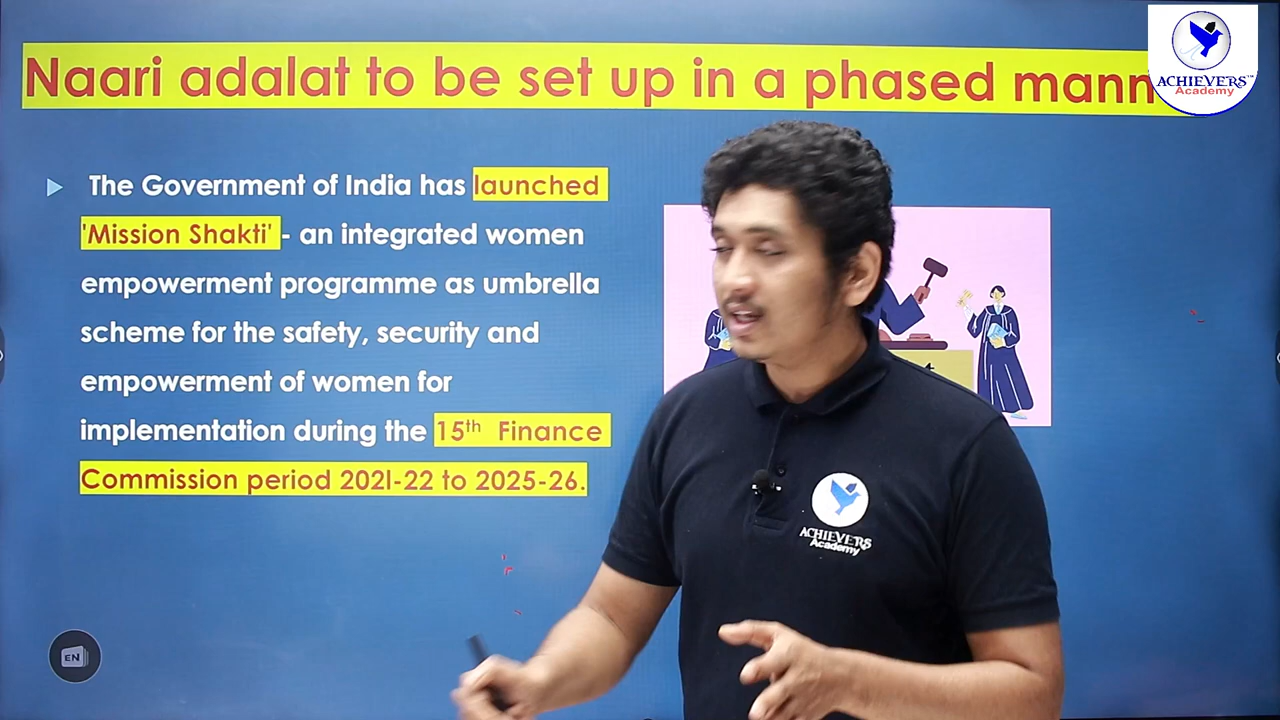 Naari adalat to be set up in a phased mann
ACHIEVERS™
Academy
The Government of India has launched
'Mission Shakti' - an integrated women
empowerment programme as umbrella
scheme for the safety, security and
empowerment of women for
implementation during the 15th Finance
Commission period 202l-22 to 2025-26.
ACHIEVERS
Academy
EN